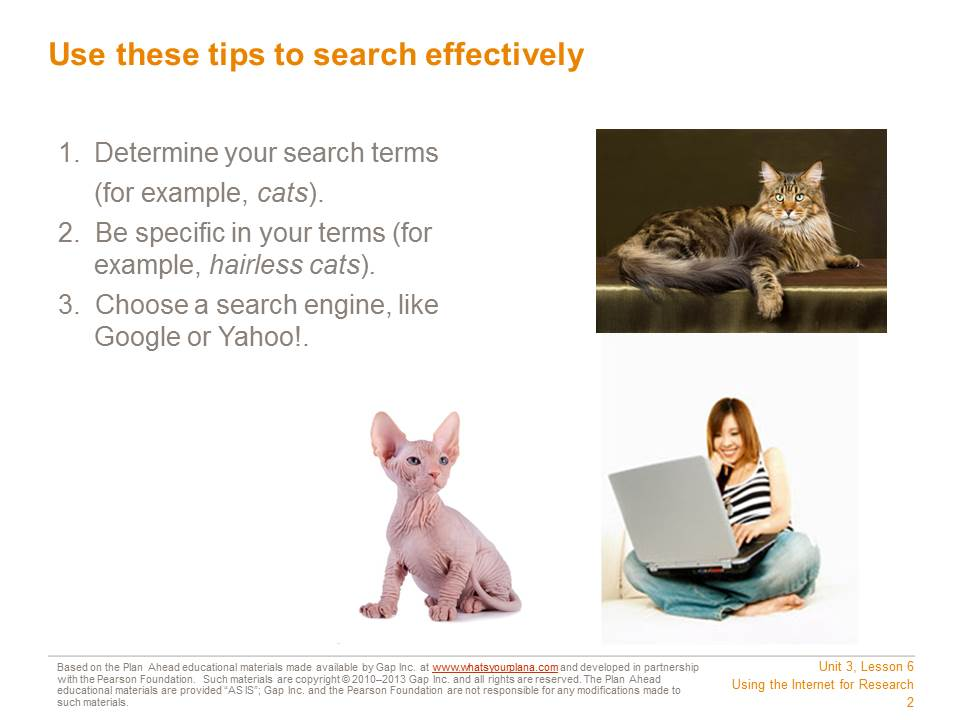 Use these tips to search effectively
1. Determine your search terms
(for example, cats).
2. Be specific in your terms (for
example, hairless cats).
3. Choose a search engine, like
Google or Yahoo!.
Based on the Plan Ahead educational materials made available by Gap Inc. at www.whatsyourplana.com and developed in partnership
with the Pearson Foundation. Such materials are copyright © 2010–2013 Gap Inc. and all rights are reserved. The Plan Ahead
educational materials are provided “AS IS”; Gap Inc. and the Pearson Foundation are not responsible for any modifications made to
such materials.
Unit 3, Lesson 6
Using the Internet for Research
2